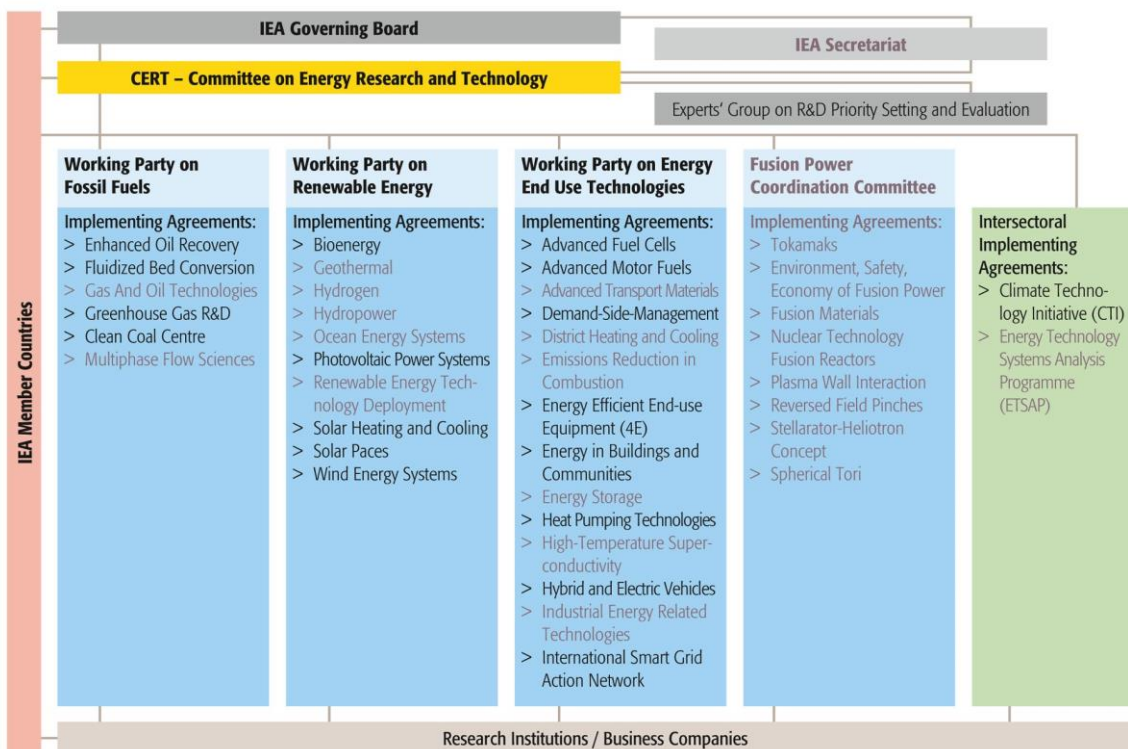 IEA Member Countries
IEA Governing Board
IEA Secretariat
CERT – Committee on Energy Research and Technology
Experts' Group on R&D Priority Setting and Evaluation
Working Party on
Fossil Fuels
Implementing Agreements:
> Enhanced Oil Recovery
> Fluidized Bed Conversion
> Gas And Oil Technologies
> Greenhouse Gas R&D
> Clean Coal Centre
> Multiphase Flow Sciences
Working Party on
Renewable Energy
Implementing Agreements:
> Bioenergy
> Geothermal
> Hydrogen
> Hydropower
> Ocean Energy Systems
> Photovoltaic Power Systems
> Renewable Energy Tech-
nology Deployment
> Solar Heating and Cooling
> Solar Paces
> Wind Energy Systems
Working Party on Energy
End Use Technologies
Implementing Agreements:
> Advanced Fuel Cells
> Advanced Motor Fuels
> Advanced Transport Materials
> Demand-Side-Management
> District Heating and Cooling
> Emissions Reduction in
Combustion
> Energy Efficient End-use
Equipment (4E)
> Energy in Buildings and
Communities
> Energy Storage
> Heat Pumping Technologies
> High-Temperature Super-
conductivity
> Hybrid and Electric Vehicles
> Industrial Energy Related
Technologies
> International Smart Grid
Action Network
Fusion Power
Coordination Committee
Implementing Agreements:
> Tokamaks
> Environment, Safety,
Economy of Fusion Power
> Fusion Materials
> Nuclear Technology
Fusion Reactors
> Plasma Wall Interaction
> Reversed Field Pinches
> Stellarator-Heliotron
Concept
> Spherical Tori
Intersectoral
Implementing
Agreements:
> Climate Techno-
logy Initiative (CTI)
> Energy Technology
Systems Analysis
Programme
(ETSAP)
Research Institutions / Business Companies